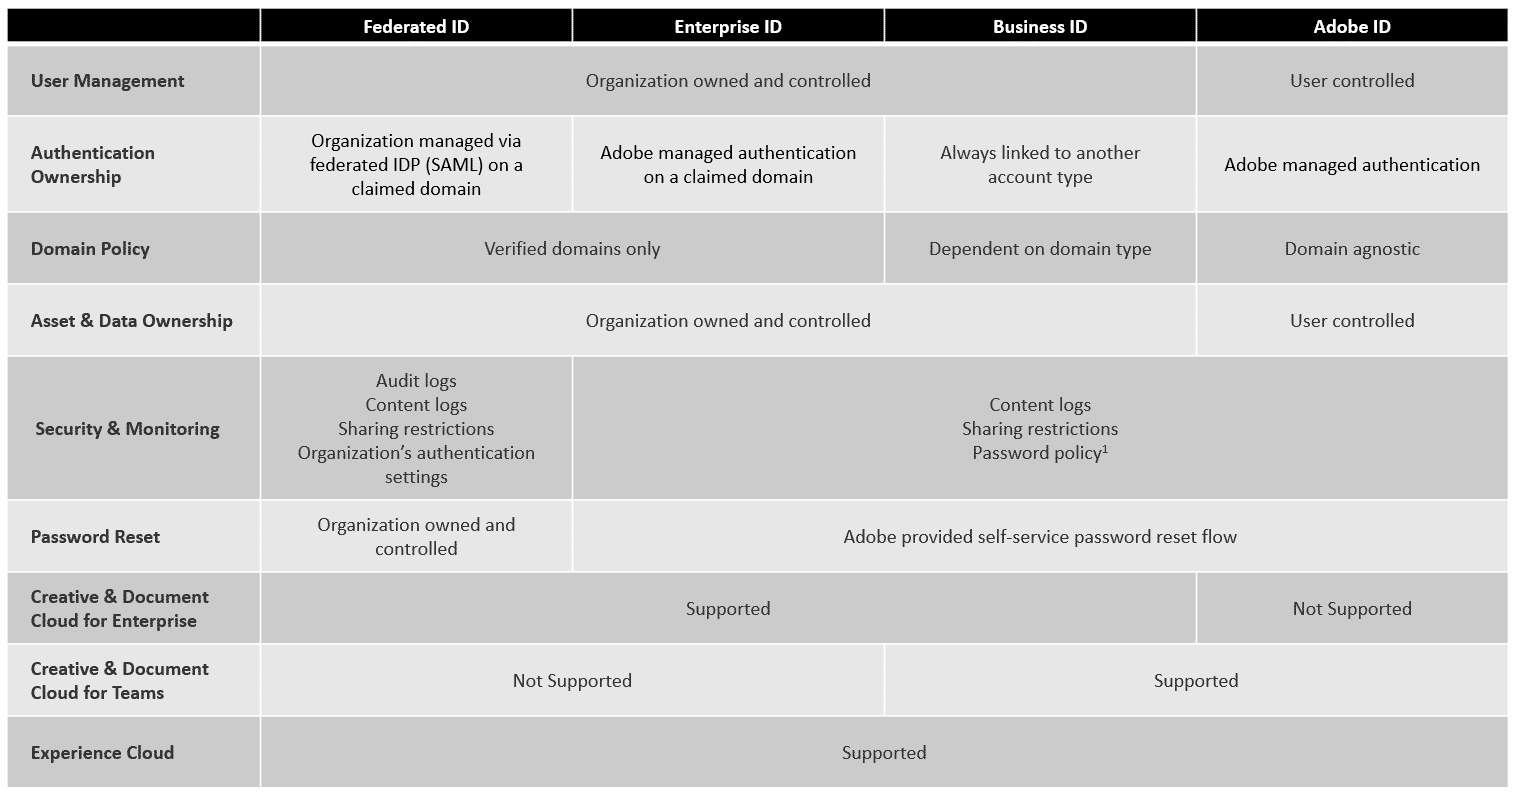 Federated ID
Enterprise ID
Business ID
Adobe ID
User Management
Organization owned and controlled
User controlled
Authentication
Ownership
Organization managed via
federated IDP (SAML) on a
claimed domain
Adobe managed authentication
on a claimed domain
Always linked to another
account type
Adobe managed authentication
Domain Policy
Verified domains only
Dependent on domain type
Domain agnostic
Asset & Data Ownership
Organization owned and controlled
User controlled
Security & Monitoring
Audit logs
Content logs
Sharing restrictions
Organization’s authentication
settings
Content logs
Sharing restrictions
Password policy¹
Password Reset
Organization owned and
controlled
Adobe provided self-service password reset flow
Creative & Document
Cloud for Enterprise
Supported
Not Supported
Creative & Document
Cloud for Teams
Not Supported
Supported
Experience Cloud
Supported